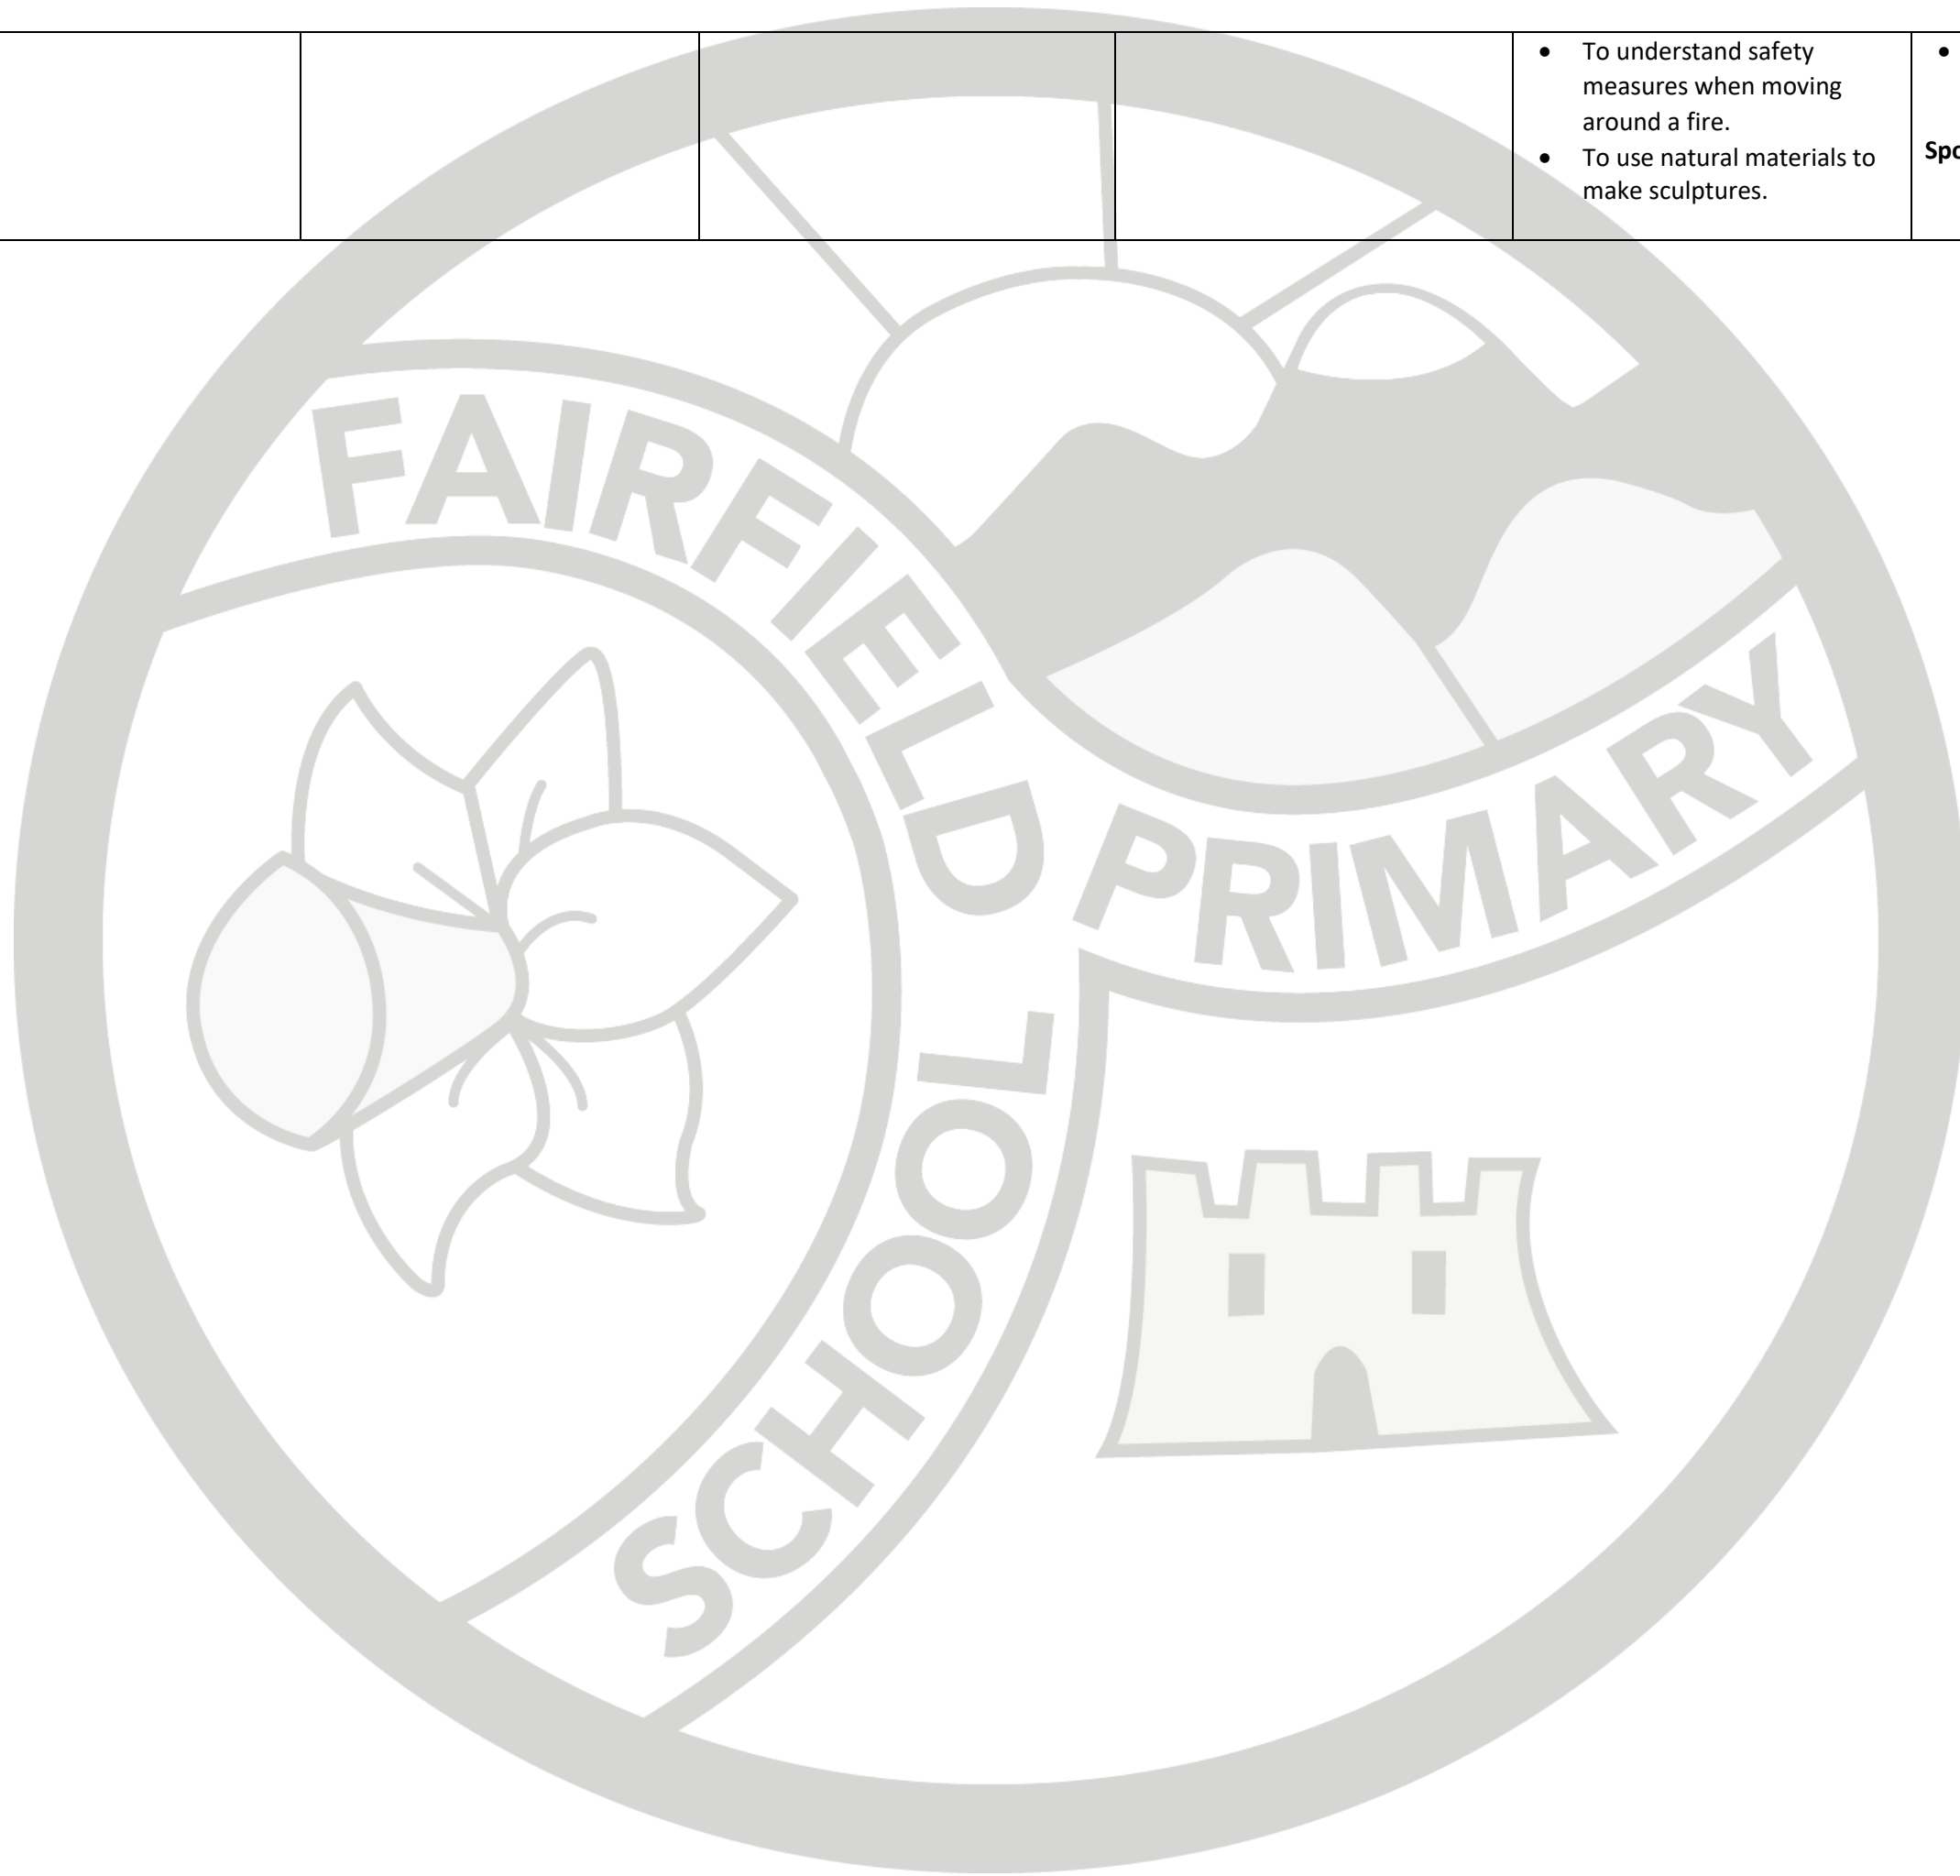 • To understand safety
measures when moving
around a fire.
• To use natural materials to
make sculptures.
•
FAIRFIELD PRIMARY
SCHOOL